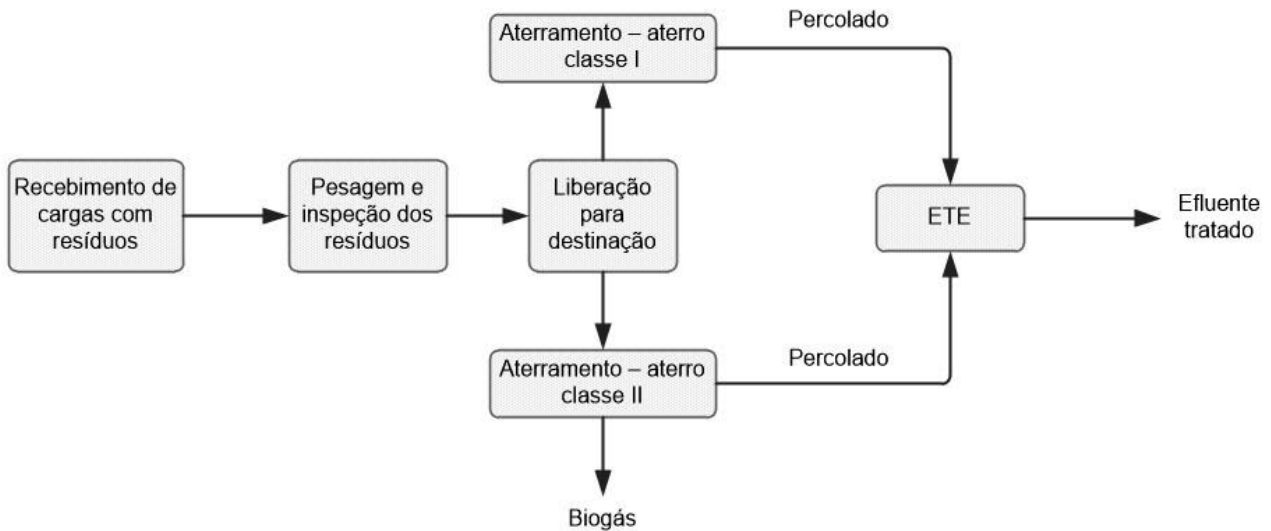 Aterramento – aterro
classe I
Percolado
Recebimento de
cargas com
resíduos
Pesagem e
inspeção dos
resíduos
Liberação
para
destinação
ETE
Efluente
tratado
Aterramento – aterro
classe II
Percolado
Biogás